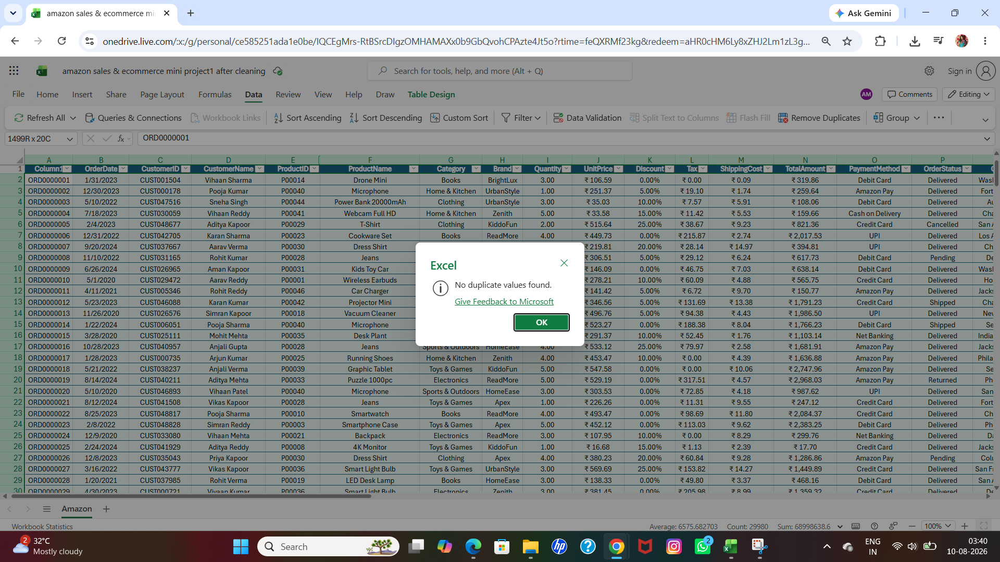 amazon sales & ecommerce mi
Ask Gemini
onedrive.live.com/:x:/g/personal/ce585251ada1e0be/IQCEgMrs-RtBSrcDIgzOMHAMAXx0b9GbQvohCPAzte4Jt5o?rtime=feQXRMf23kg&redeem=aHR0cHM6Ly8xZHJ2Lm1zL3g...
amazon sales & ecommerce mini project1 after cleaning
Search for tools, help, and more (Alt + Q)
Sign in
File Home Insert Share Page Layout Formulas Data Review View Help Draw Table Design AM Comments Editing
Refresh All Queries & Connections Workbook Links Sort Ascending Sort Descending Custom Sort Filter Data Validation Split Text to Columns Flash Fill Remove Duplicates Group ...
1499R x 20C fx ORD0000001
A B C D E F G H I J K L M N O P
1 Column1 OrderDate CustomerID CustomerName ProductID ProductName Category Brand Quantity UnitPrice Discount Tax ShippingCost TotalAmount PaymentMethod OrderStatus
2 ORD0000001 1/31/2023 CUST001504 Vihaan Sharma P00014 Drone Mini Books BrightLux 3.00 ₹ 106.59 0.00% ₹ 0.00 ₹ 0.09 ₹ 319.86 Debit Card Delivered Wasl
3 ORD0000002 12/30/2023 CUST000178 Pooja Kumar P00040 Microphone Home & Kitchen UrbanStyle 1.00 ₹ 251.37 5.00% ₹ 19.10 ₹ 1.74 ₹ 259.64 Amazon Pay Delivered Fort
4 ORD0000003 5/10/2022 CUST047516 Sneha Singh P00044 Power Bank 20000mAh Clothing UrbanStyle 3.00 ₹ 35.03 10.00% ₹ 7.57 ₹ 5.91 ₹ 108.06 Debit Card Delivered Au
5 ORD0000004 7/18/2023 CUST030059 Vihaan Reddy P00041 Webcam Full HD Home & Kitchen Zenith 5.00 ₹ 33.58 15.00% ₹ 11.42 ₹ 5.53 ₹ 159.66 Cash on Delivery Delivered Cha
6 ORD0000005 2/4/2023 CUST048677 Aditya Kapoor P00029 T-Shirt Clothing KiddoFun 2.00 ₹ 515.64 25.00% ₹ 38.67 ₹ 9.23 ₹ 821.36 Credit Card Cancelled San A
7 ORD0000006 12/31/2022 CUST042705 Karan Sharma P00023 Cookware Set Books ReadMore 4.00 ₹ 449.73 0.00% ₹ 215.87 ₹ 2.74 ₹ 2,017.53 UPI Delivered Los A
8 ORD0000007 9/20/2024 CUST037667 Aarav Verma P00030 Dress Shirt ₹ 219.81 20.00% ₹ 28.14 ₹ 14.97 ₹ 394.81 UPI Delivered Ch
9 ORD0000008 11/10/2022 CUST031165 Rohit Kumar P00028 Jeans ₹ 306.51 5.00% ₹ 29.12 ₹ 6.24 ₹ 617.73 Debit Card Pending De
10 ORD0000009 6/26/2024 CUST026965 Aman Kapoor P00031 Kids Toy Car ₹ 146.09 0.00% ₹ 46.75 ₹ 7.03 ₹ 638.14 Debit Card Delivered Wasl
11 ORD0000010 5/1/2020 CUST029472 Aarav Reddy P00001 Wireless Earbuds ₹ 278.21 10.00% ₹ 60.09 ₹ 4.88 ₹ 565.75 Credit Card Delivered Ho
12 ORD0000011 4/11/2021 CUST005346 Rohit Reddy P00046 Car Charger ₹ 141.42 5.00% ₹ 6.72 ₹ 9.70 ₹ 150.77 Amazon Pay Delivered Jacks
13 ORD0000012 5/23/2023 CUST046088 Karan Kumar P00042 Projector Mini ₹ 346.56 5.00% ₹ 131.69 ₹ 13.38 ₹ 1,791.23 Credit Card Shipped Cha
14 ORD0000013 11/26/2020 CUST026576 Simran Kapoor P00018 Vacuum Cleaner ₹ 496.76 5.00% ₹ 94.38 ₹ 4.43 ₹ 1,986.50 UPI Delivered Nev
15 ORD0000014 1/22/2024 CUST006051 Pooja Sharma P00040 Microphone ₹ 523.27 0.00% ₹ 188.38 ₹ 8.04 ₹ 1,766.23 Debit Card Shipped Se
16 ORD0000015 3/28/2020 CUST025111 Mohit Mehta P00035 Desk Plant ₹ 291.37 10.00% ₹ 52.45 ₹ 1.76 ₹ 1,103.14 Net Banking Delivered India
17 ORD0000016 10/28/2023 CUST040957 Anjali Gupta P00028 Jeans Sports & Outdoors HomeEase 4.00 ₹ 533.12 25.00% ₹ 79.97 ₹ 2.58 ₹ 1,681.91 Amazon Pay Delivered Jacks
18 ORD0000017 1/28/2023 CUST000735 Arjun Kumar P00025 Running Shoes Home & Kitchen Zenith 4.00 ₹ 453.47 10.00% ₹ 0.00 ₹ 4.39 ₹ 1,636.88 Amazon Pay Delivered Phila
19 ORD0000018 5/21/2022 CUST038237 Anjali Verma P00039 Graphic Tablet Toys & Games KiddoFun 5.00 ₹ 547.58 0.00% ₹ 0.00 ₹ 10.06 ₹ 2,747.96 Amazon Pay Delivered Se
20 ORD0000019 8/14/2024 CUST040211 Aditya Mehta P00033 Puzzle 1000pc Electronics ReadMore 5.00 ₹ 529.19 0.00% ₹ 317.51 ₹ 4.57 ₹ 2,968.03 Amazon Pay Returned Ph
21 ORD0000020 5/10/2020 CUST046893 Vihaan Patel P00040 Microphone Sports & Outdoors HomeEase 3.00 ₹ 303.53 0.00% ₹ 72.85 ₹ 4.18 ₹ 987.62 UPI Delivered San
22 ORD0000021 8/12/2024 CUST041508 Vikas Kapoor P00028 Jeans Toys & Games Apex 1.00 ₹ 226.26 0.00% ₹ 11.31 ₹ 9.55 ₹ 247.12 Credit Card Delivered Fort
23 ORD0000022 8/25/2023 CUST048817 Pooja Sharma P00010 Smartwatch Books ReadMore 4.00 ₹ 493.47 0.00% ₹ 98.69 ₹ 11.80 ₹ 2,084.37 Credit Card Delivered Ch
24 ORD0000023 2/8/2022 CUST048828 Simran Reddy P00003 Smartphone Case Toys & Games Apex 5.00 ₹ 452.12 0.00% ₹ 113.03 ₹ 9.62 ₹ 2,383.25 Debit Card Delivered Ph
25 ORD0000024 12/9/2020 CUST033080 Vihaan Mehta P00021 Backpack Electronics ReadMore 3.00 ₹ 107.95 10.00% ₹ 0.00 ₹ 8.29 ₹ 299.76 Net Banking Delivered Da
26 ORD0000025 2/24/2024 CUST041929 Aditya Reddy P00008 4K Monitor Toys & Games KiddoFun 1.00 ₹ 16.68 15.00% ₹ 1.13 ₹ 2.39 ₹ 17.70 Credit Card Delivered Jacks
27 ORD0000026 12/8/2023 CUST035043 Priya Kapoor P00030 Dress Shirt Clothing Apex 4.00 ₹ 380.23 20.00% ₹ 60.84 ₹ 9.28 ₹ 1,286.86 Amazon Pay Pending Colu
28 ORD0000027 3/16/2022 CUST043777 Vikas Kapoor P00036 Smart Light Bulb Toys & Games UrbanStyle 3.00 ₹ 569.69 25.00% ₹ 153.82 ₹ 14.27 ₹ 1,449.89 Credit Card Delivered San F
29 ORD0000028 1/20/2021 CUST037985 Rohit Verma P00019 LED Desk Lamp Books HomeEase 3.00 ₹ 138.33 0.00% ₹ 49.80 ₹ 3.37 ₹ 468.16 Debit Card Delivered San A
30 ORD0000029 4/30/2023 CUST000721 Vivaan Kumar P00036 Smart Light Bulb Electronics Zenith 3.00 ₹ 381.45 0.00% ₹ 205.98 ₹ 8.99 ₹ 1,359.32 Credit Card Delivered De
Excel
No duplicate values found.
Give Feedback to Microsoft
OK
Amazon
Workbook Statistics Average: 6575.682703 Count: 29980 Sum: 68998638.6 100%
2 32°C
Mostly cloudy
Search
2
ENG
IN
03:40
10-08-2026